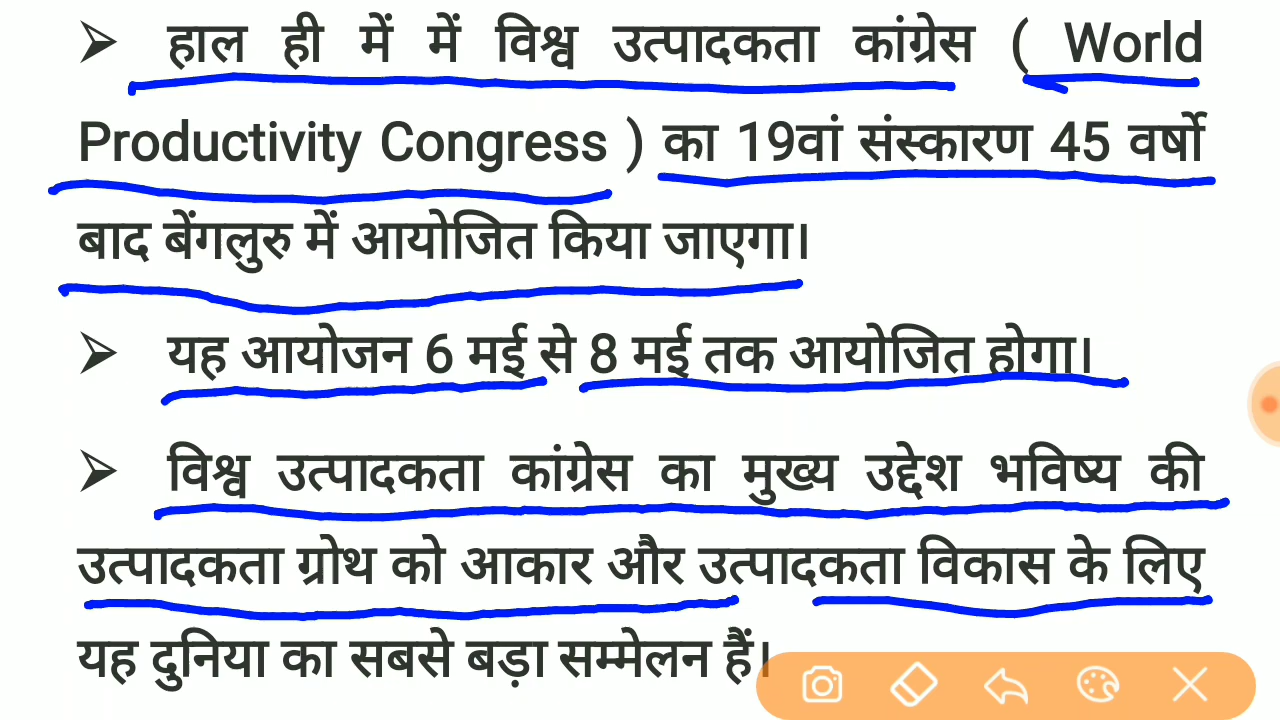 ➢ हाल ही में में विश्व उत्पादकता कांग्रेस ( World
Productivity Congress ) का 19वां संस्कारण 45 वर्षो
बाद बेंगलुरु में आयोजित किया जाएगा।
➢ यह आयोजन 6 मई से 8 मई तक आयोजित होगा।
➢ विश्व उत्पादकता कांग्रेस का मुख्य उद्देश भविष्य की
उत्पादकता ग्रोथ को आकार और उत्पादकता विकास के लिए
यह दुनिया का सबसे बड़ा सम्मेलन हैं।